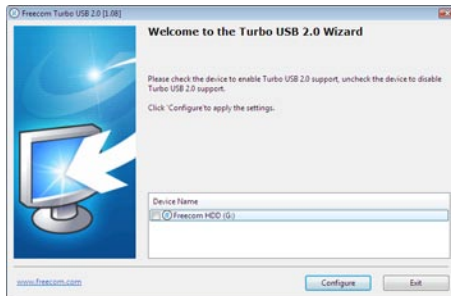 Freecom Turbo USB 2.0 [1.08]
Welcome to the Turbo USB 2.0 Wizard
Please check the device to enable Turbo USB 2.0 support, uncheck the device to disable
Turbo USB 2.0 support.
Click 'Configure' to apply the settings.
Device Name
Freecom HDD (G:)
www.freecom.com
Configure
Exit